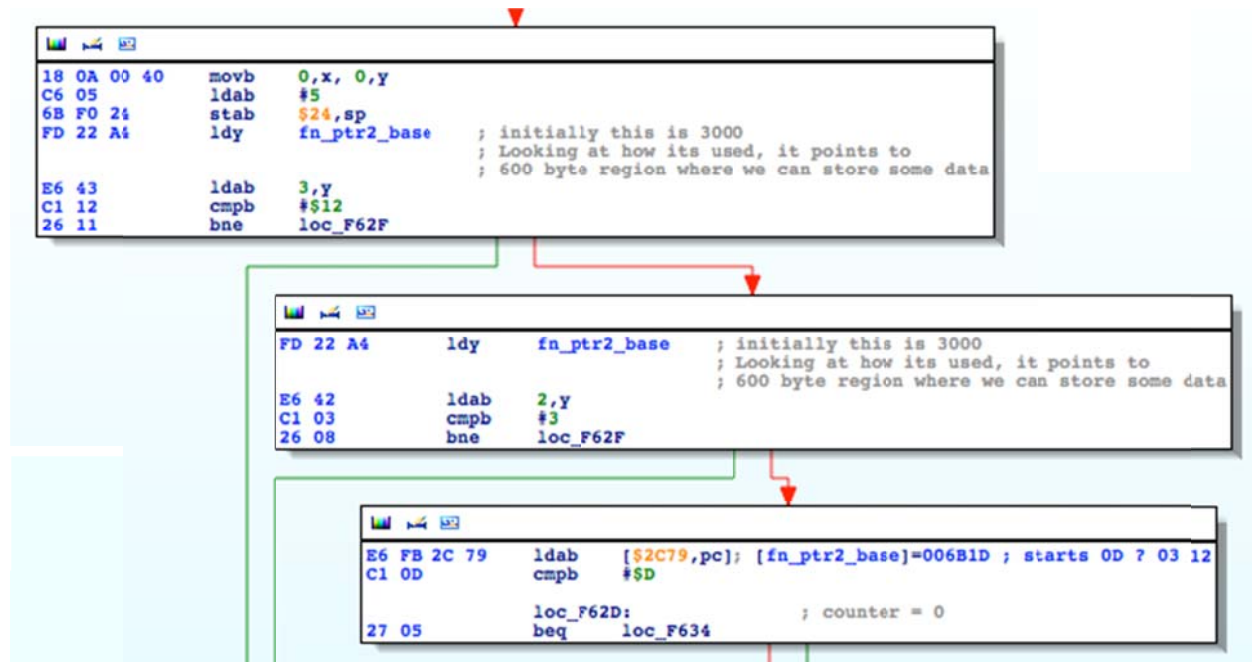 18 0A 00 40 movb 0,x, 0,y
C6 05 ldab #5
6B F0 24 stab $24,sp
FD 22 A4 ldy fn_ptr2_base ; initially this is 3000
; Looking at how its used, it points to
; 600 byte region where we can store some data
E6 43 ldab 3,y
C1 12 cmpb #$12
26 11 bne loc_F62F
FD 22 A4 ldy fn_ptr2_base ; initially this is 3000
; Looking at how its used, it points to
; 600 byte region where we can store some data
E6 42 ldab 2,y
C1 03 cmpb #3
26 08 bne loc_F62F
E6 FB 2C 79 ldab [$2C79,pc]; [fn_ptr2_base]=006B1D ; starts 0D ? 03 12
C1 0D cmpb #$D
loc_F62D: ; counter = 0
27 05 beq loc_F634